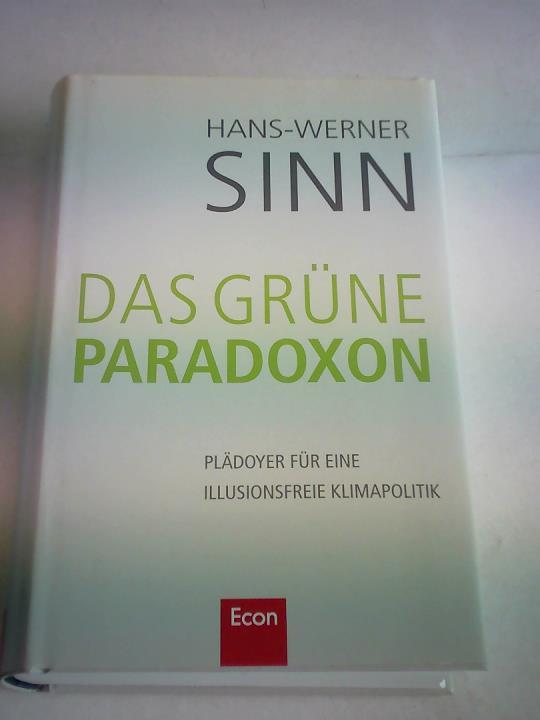 HANS-WERNER
SINN
DAS GRÜNE
PARADOXON
PLÄDOYER FÜR EINE
ILLUSIONSFREIE KLIMAPOLITIK
Econ